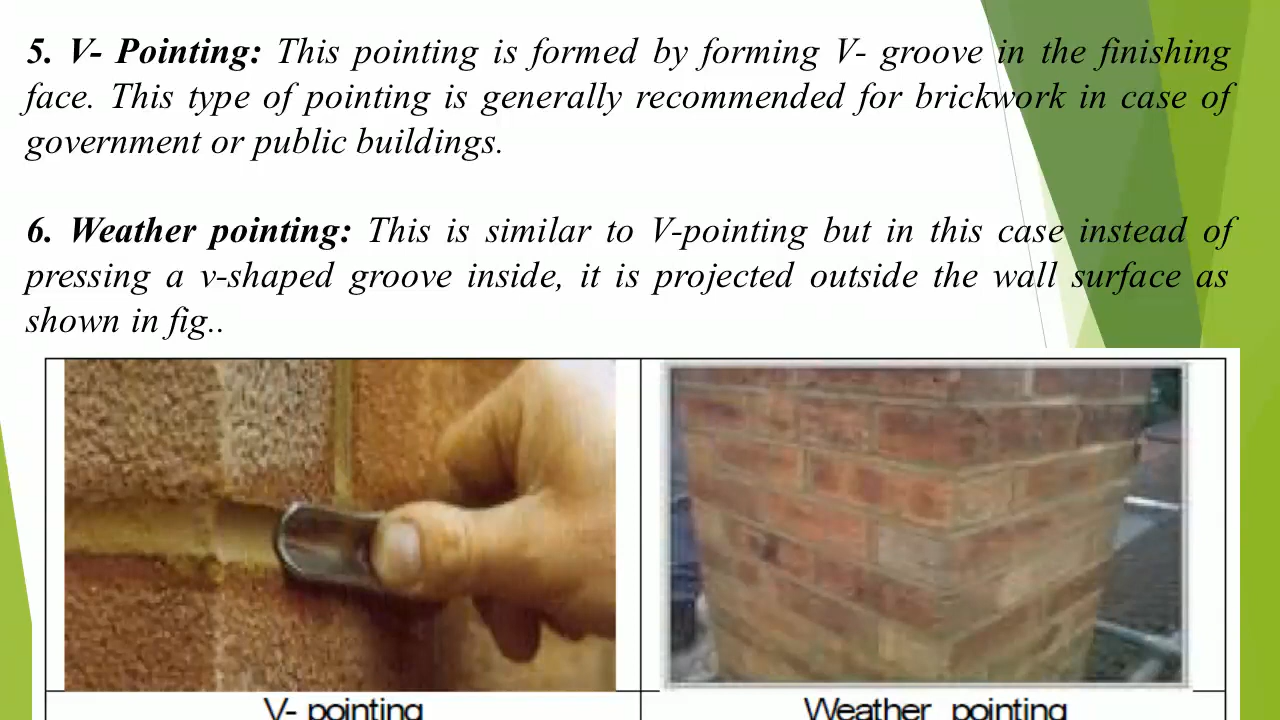 5. V- Pointing: This pointing is formed by forming V- groove in the finishing
face. This type of pointing is generally recommended for brickwork in case of
government or public buildings.
6. Weather pointing: This is similar to V-pointing but in this case instead of
pressing a v-shaped groove inside, it is projected outside the wall surface as
shown in fig..
V- pointing
Weather pointing